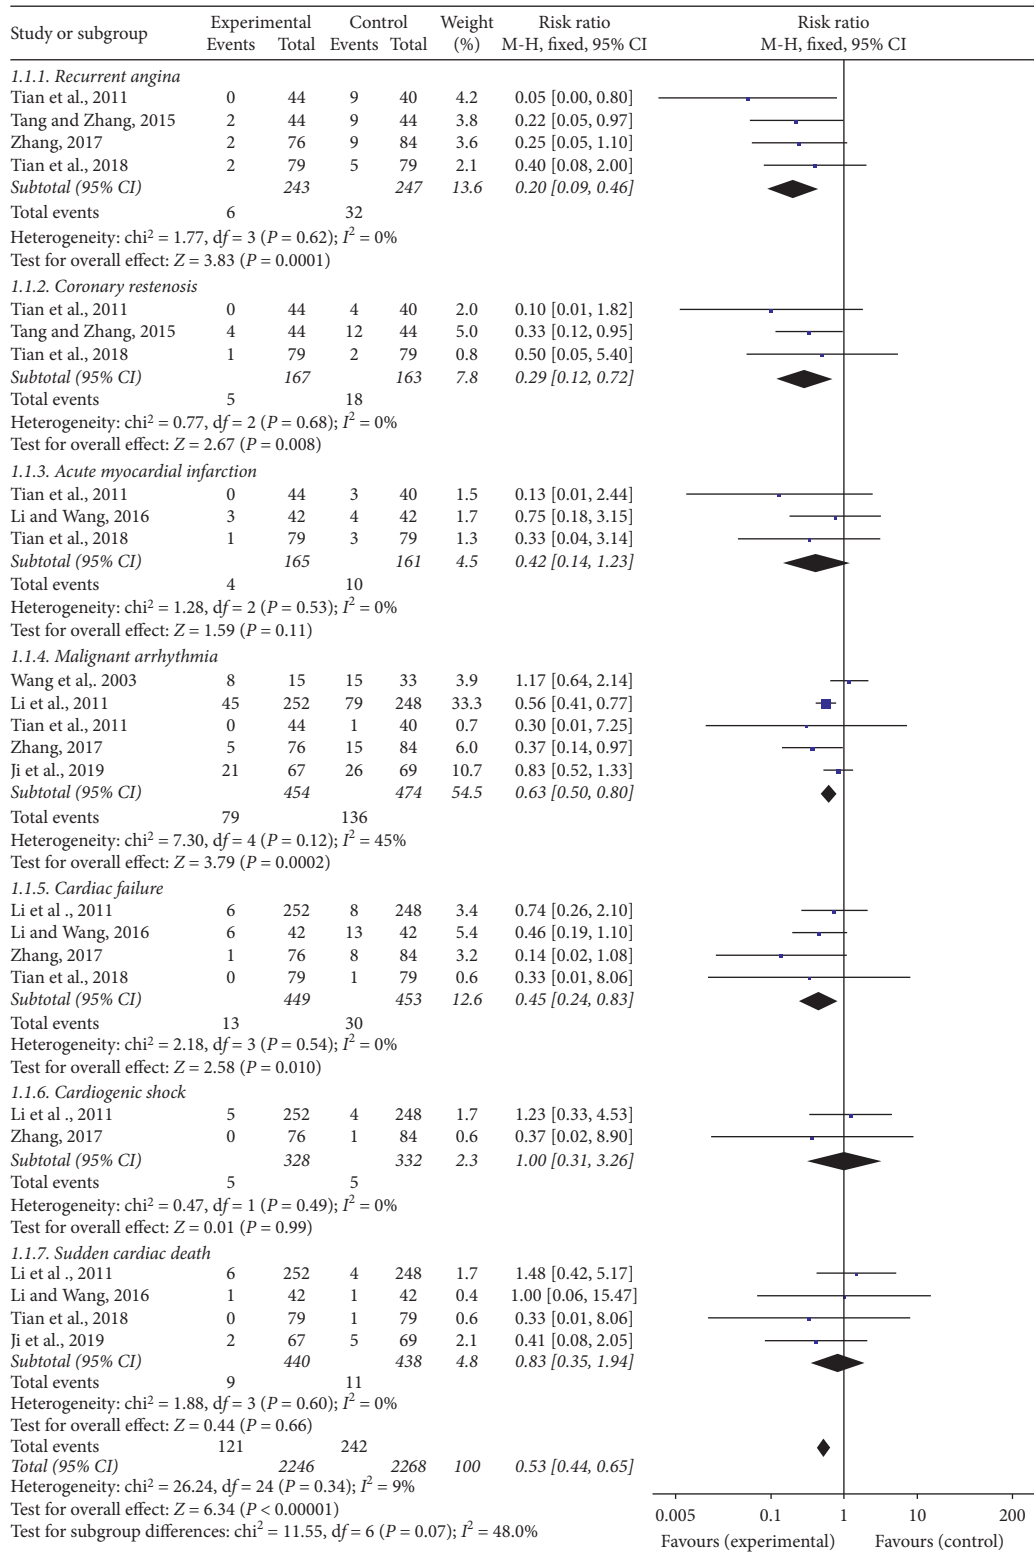 Study or subgroup Experimental Control Weight Risk ratio Risk ratio
Events Total Events Total (%) M-H, fixed, 95% CI M-H, fixed, 95% CI
1.1.1. Recurrent angina
Tian et al., 2011 0 44 9 40 4.2 0.05 [0.00, 0.80]
Tang and Zhang, 2015 2 44 9 44 3.8 0.22 [0.05, 0.97]
Zhang, 2017 2 76 9 84 3.6 0.25 [0.05, 1.10]
Tian et al., 2018 2 79 5 79 2.1 0.40 [0.08, 2.00]
Subtotal (95% CI) 243 247 13.6 0.20 [0.09, 0.46]
Total events 6 32
Heterogeneity: chi² = 1.77, df = 3 (P = 0.62); I² = 0%
Test for overall effect: Z = 3.83 (P = 0.0001)
1.1.2. Coronary restenosis
Tian et al., 2011 0 44 4 40 2.0 0.10 [0.01, 1.82]
Tang and Zhang, 2015 4 44 12 44 5.0 0.33 [0.12, 0.95]
Tian et al., 2018 1 79 2 79 0.8 0.50 [0.05, 5.40]
Subtotal (95% CI) 167 163 7.8 0.29 [0.12, 0.72]
Total events 5 18
Heterogeneity: chi² = 0.77, df = 2 (P = 0.68); I² = 0%
Test for overall effect: Z = 2.67 (P = 0.008)
1.1.3. Acute myocardial infarction
Tian et al., 2011 0 44 3 40 1.5 0.13 [0.01, 2.44]
Li and Wang, 2016 3 42 4 42 1.7 0.75 [0.18, 3.15]
Tian et al., 2018 1 79 3 79 1.3 0.33 [0.04, 3.14]
Subtotal (95% CI) 165 161 4.5 0.42 [0.14, 1.23]
Total events 4 10
Heterogeneity: chi² = 1.28, df = 2 (P = 0.53); I² = 0%
Test for overall effect: Z = 1.59 (P = 0.11)
1.1.4. Malignant arrhythmia
Wang et al,. 2003 8 15 15 33 3.9 1.17 [0.64, 2.14]
Li et al., 2011 45 252 79 248 33.3 0.56 [0.41, 0.77]
Tian et al., 2011 0 44 1 40 0.7 0.30 [0.01, 7.25]
Zhang, 2017 5 76 15 84 6.0 0.37 [0.14, 0.97]
Ji et al., 2019 21 67 26 69 10.7 0.83 [0.52, 1.33]
Subtotal (95% CI) 454 474 54.5 0.63 [0.50, 0.80]
Total events 79 136
Heterogeneity: chi² = 7.30, df = 4 (P = 0.12); I² = 45%
Test for overall effect: Z = 3.79 (P = 0.0002)
1.1.5. Cardiac failure
Li et al ., 2011 6 252 8 248 3.4 0.74 [0.26, 2.10]
Li and Wang, 2016 6 42 13 42 5.4 0.46 [0.19, 1.10]
Zhang, 2017 1 76 8 84 3.2 0.14 [0.02, 1.08]
Tian et al., 2018 0 79 1 79 0.6 0.33 [0.01, 8.06]
Subtotal (95% CI) 449 453 12.6 0.45 [0.24, 0.83]
Total events 13 30
Heterogeneity: chi² = 2.18, df = 3 (P = 0.54); I² = 0%
Test for overall effect: Z = 2.58 (P = 0.010)
1.1.6. Cardiogenic shock
Li et al ., 2011 5 252 4 248 1.7 1.23 [0.33, 4.53]
Zhang, 2017 0 76 1 84 0.6 0.37 [0.02, 8.90]
Subtotal (95% CI) 328 332 2.3 1.00 [0.31, 3.26]
Total events 5 5
Heterogeneity: chi² = 0.47, df = 1 (P = 0.49); I² = 0%
Test for overall effect: Z = 0.01 (P = 0.99)
1.1.7. Sudden cardiac death
Li et al ., 2011 6 252 4 248 1.7 1.48 [0.42, 5.17]
Li and Wang, 2016 1 42 1 42 0.4 1.00 [0.06, 15.47]
Tian et al., 2018 0 79 1 79 0.6 0.33 [0.01, 8.06]
Ji et al., 2019 2 67 5 69 2.1 0.41 [0.08, 2.05]
Subtotal (95% CI) 440 438 4.8 0.83 [0.35, 1.94]
Total events 9 11
Heterogeneity: chi² = 1.88, df = 3 (P = 0.60); I² = 0%
Test for overall effect: Z = 0.44 (P = 0.66)
Total events 121 242
Total (95% CI) 2246 2268 100 0.53 [0.44, 0.65]
Heterogeneity: chi² = 26.24, df = 24 (P = 0.34); I² = 9%
Test for overall effect: Z = 6.34 (P < 0.00001)
Test for subgroup differences: chi² = 11.55, df = 6 (P = 0.07); I² = 48.0%
0.005 0.1 1 10 200
Favours (experimental) Favours (control)